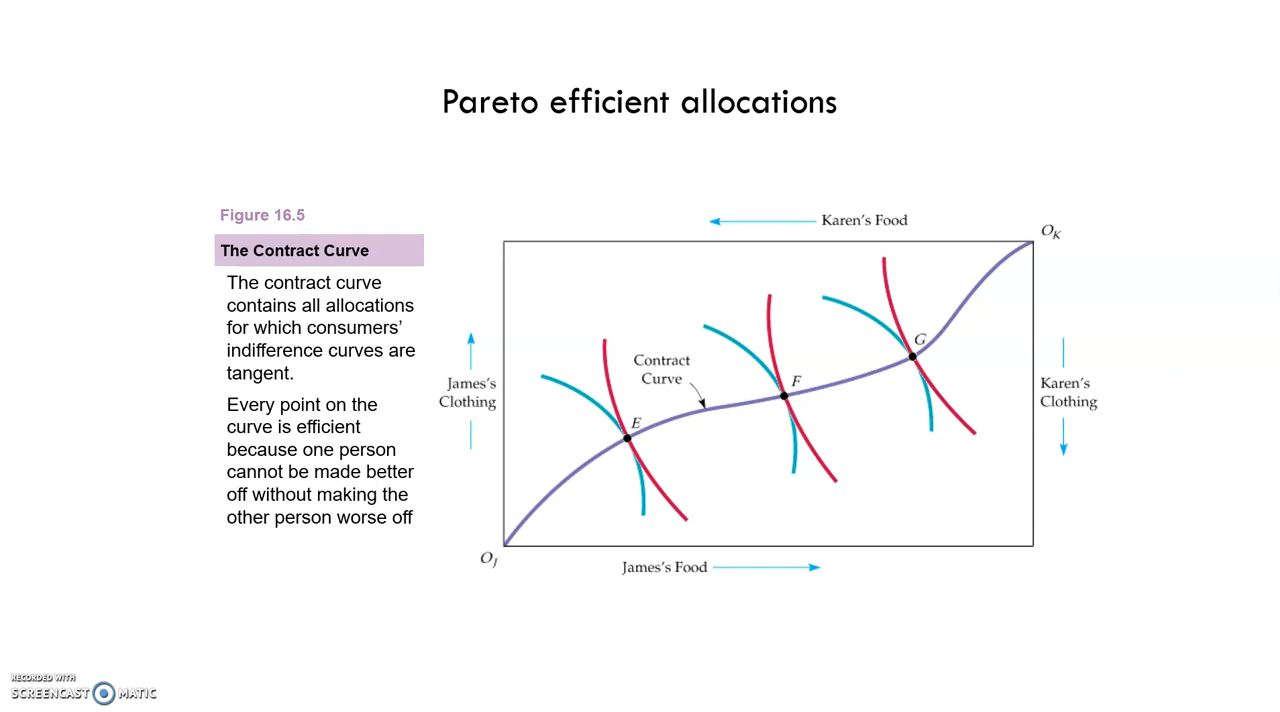 Pareto efficient allocations
Figure 16.5
The Contract Curve
The contract curve
contains all allocations
for which consumers’
indifference curves are
tangent.
Every point on the
curve is efficient
because one person
cannot be made better
off without making the
other person worse off
Karen’s Food
O_K
G
Contract
Curve
F
E
James’s
Clothing
Karen’s
Clothing
O_J
James’s Food
RECORDED WITH
SCREENCAST MATIC